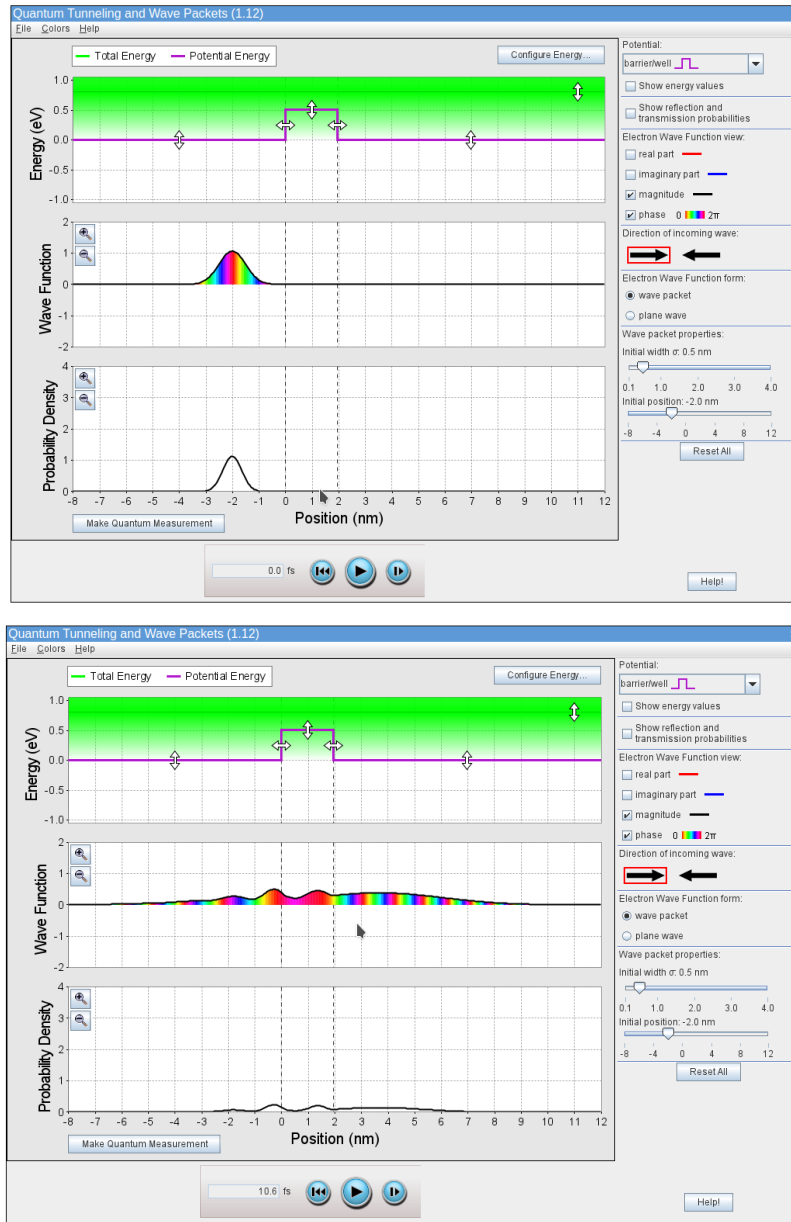 Quantum Tunneling and Wave Packets (1.12)
File Colors Help
Total Energy Potential Energy
Configure Energy...
Energy (eV)
1.0
0.5
0.0
-0.5
-1.0
Wave Function
2
1
0
-1
-2
Probability Density
4
3
2
1
0
-8 -7 -6 -5 -4 -3 -2 -1 0 1 2 3 4 5 6 7 8 9 10 11 12
Position (nm)
Make Quantum Measurement
0.0 fs
Potential:
barrier/well
Show energy values
Show reflection and
transmission probabilities
Electron Wave Function view:
real part
imaginary part
magnitude
phase 0 2π
Direction of incoming wave:
Electron Wave Function form:
wave packet
plane wave
Wave packet properties:
Initial width σ: 0.5 nm
0.1 1.0 2.0 3.0 4.0
Initial position: -2.0 nm
-8 -4 0 4 8 12
Reset All
Help!
Quantum Tunneling and Wave Packets (1.12)
File Colors Help
Total Energy Potential Energy
Configure Energy...
Energy (eV)
1.0
0.5
0.0
-0.5
-1.0
Wave Function
2
1
0
-1
-2
Probability Density
4
3
2
1
0
-8 -7 -6 -5 -4 -3 -2 -1 0 1 2 3 4 5 6 7 8 9 10 11 12
Position (nm)
Make Quantum Measurement
10.6 fs
Potential:
barrier/well
Show energy values
Show reflection and
transmission probabilities
Electron Wave Function view:
real part
imaginary part
magnitude
phase 0 2π
Direction of incoming wave:
Electron Wave Function form:
wave packet
plane wave
Wave packet properties:
Initial width σ: 0.5 nm
0.1 1.0 2.0 3.0 4.0
Initial position: -2.0 nm
-8 -4 0 4 8 12
Reset All
Help!